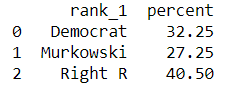 rank_1 percent
0 Democrat 32.25
1 Murkowski 27.25
2 Right R 40.50